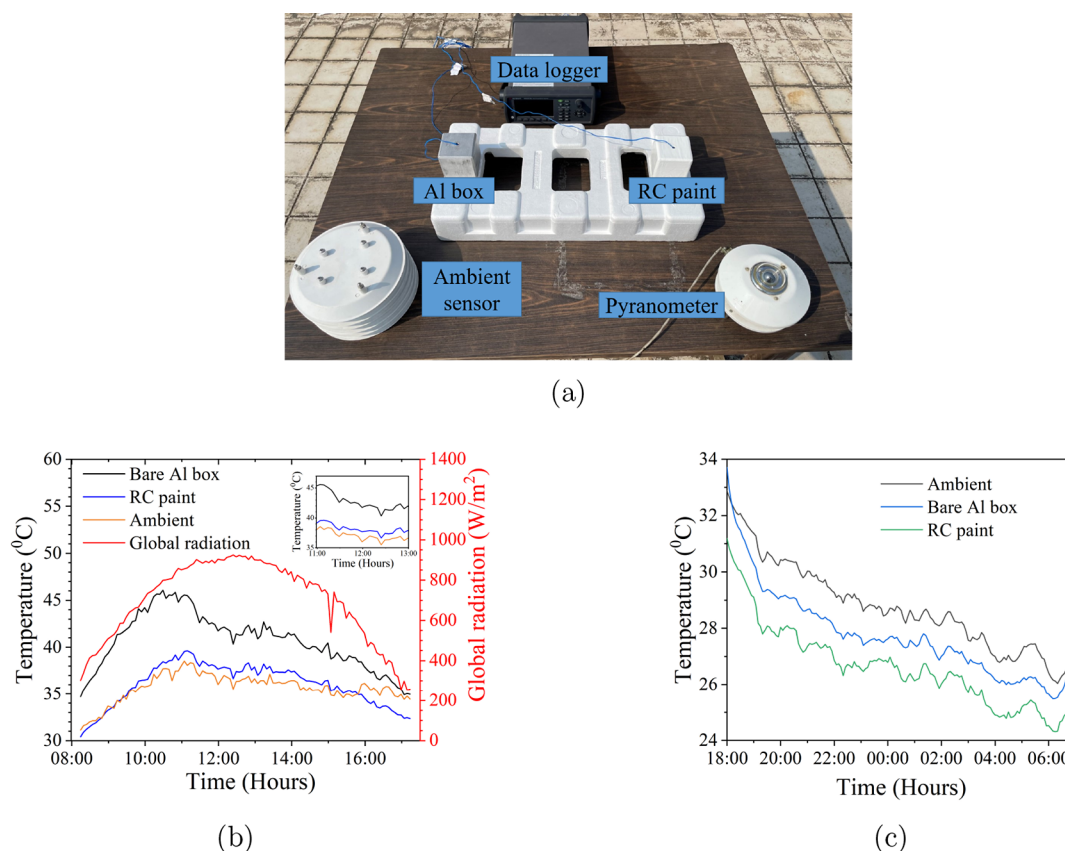 Data logger
Al box
RC paint
Ambient
sensor
Pyranometer
(a)
Bare Al box
RC paint
Ambient
Global radiation
Temperature (⁰C)
60
55
50
45
40
35
30
08:00
10:00
12:00
14:00
16:00
Time (Hours)
Global radiation (W/m²)
1400
1200
1000
800
600
400
200
0
Temperature (⁰C)
45
40
35
11:00
12:00
13:00
Time (Hours)
(b)
Ambient
Bare Al box
RC paint
Temperature (⁰C)
34
32
30
28
26
24
18:00
20:00
22:00
00:00
02:00
04:00
06:00
Time (Hours)
(c)